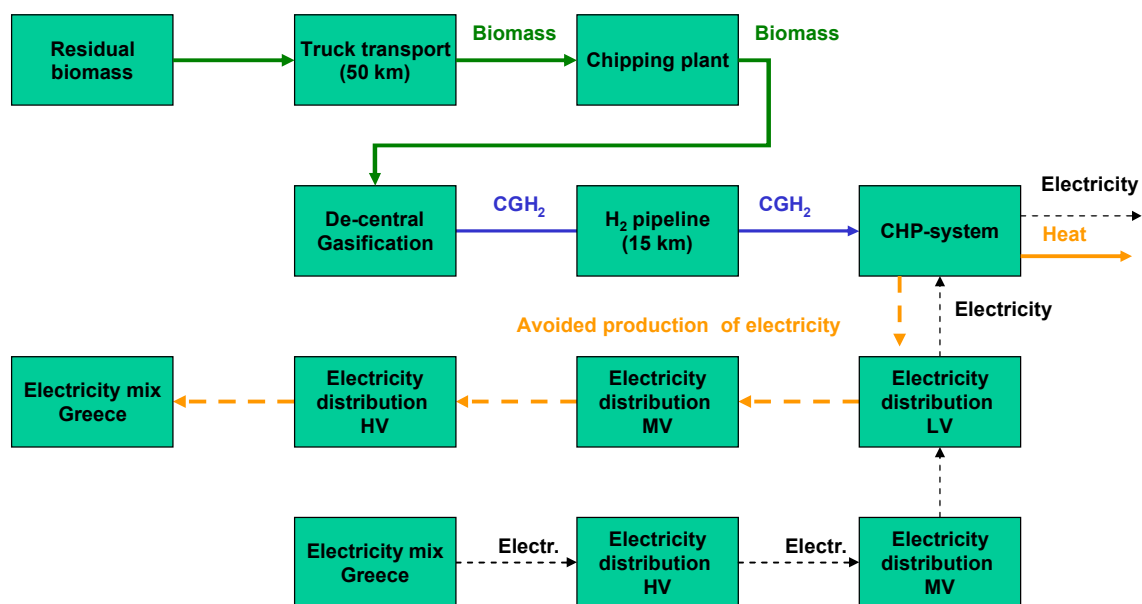 Residual
biomass
Truck transport
(50 km)
Biomass
Chipping plant
Biomass
De-central
Gasification
CGH₂
H₂ pipeline
(15 km)
CGH₂
CHP-system
Electricity
Heat
Electricity
Avoided production of electricity
Electricity mix
Greece
Electricity
distribution
HV
Electricity
distribution
MV
Electricity
distribution
LV
Electricity mix
Greece
Electr.
Electricity
distribution
HV
Electr.
Electricity
distribution
MV